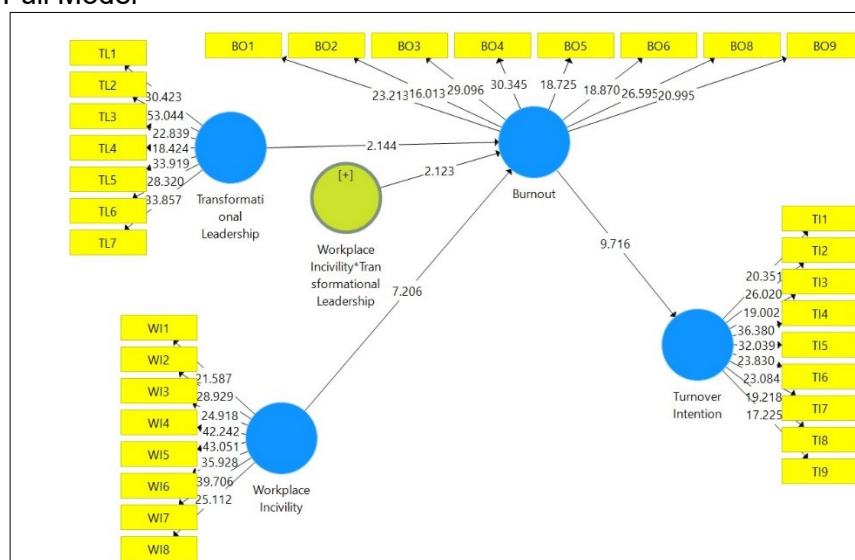 Full Model
BO1
BO2
BO3
BO4
BO5
BO6
BO8
BO9
23.213
16.013
29.096
30.345
18.725
18.870
26.595
20.995
TL1
TL2
TL3
TL4
TL5
TL6
TL7
30.423
53.044
22.839
18.424
33.919
28.320
33.857
Transformati
onal
Leadership
2.144
[+]
2.123
Workplace
Incivility*Tran
sformational
Leadership
Burnout
7.206
9.716
WI1
WI2
WI3
WI4
WI5
WI6
WI7
WI8
21.587
28.929
24.918
42.242
43.051
35.928
39.706
25.112
Workplace
Incivility
TI1
TI2
TI3
TI4
TI5
TI6
TI7
TI8
TI9
20.351
26.020
19.002
36.380
32.039
23.830
23.084
19.218
17.225
Turnover
Intention